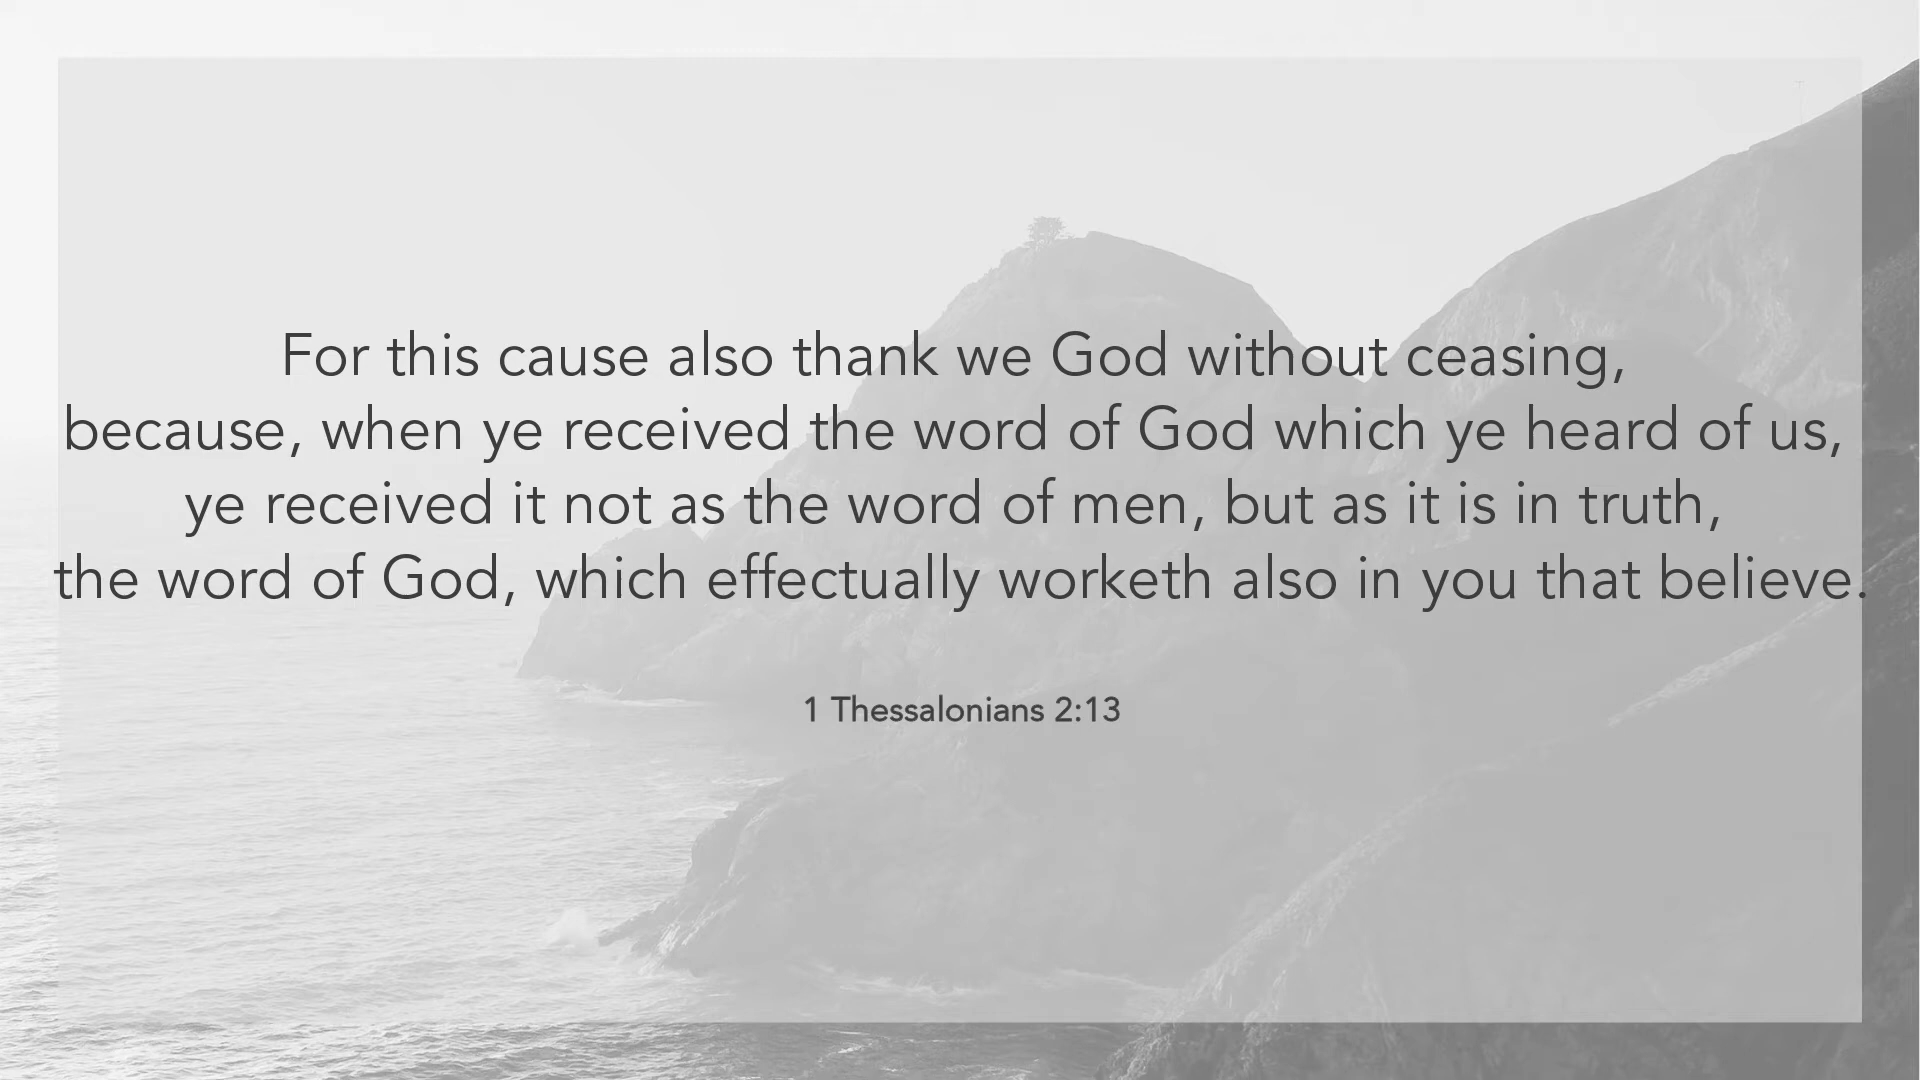 For this cause also thank we God without ceasing,
because, when ye received the word of God which ye heard of us,
ye received it not as the word of men, but as it is in truth,
the word of God, which effectually worketh also in you that believe.
1 Thessalonians 2:13